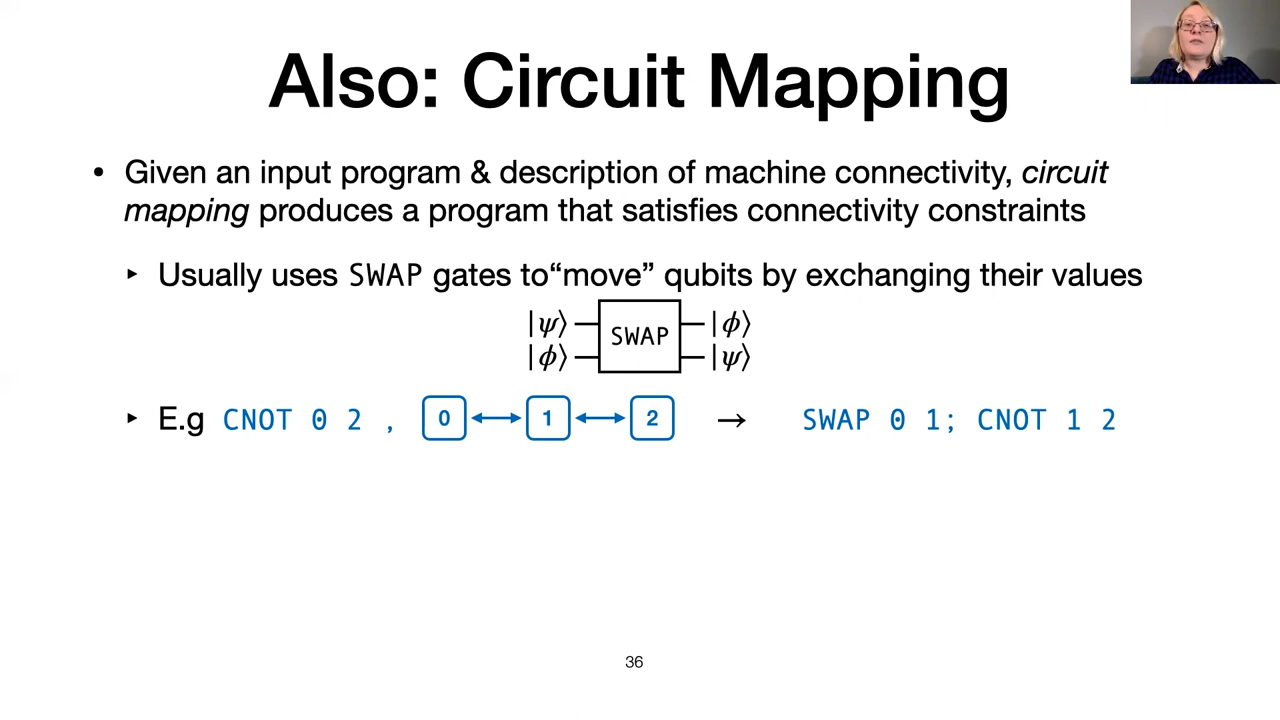 Also: Circuit Mapping
• Given an input program & description of machine connectivity, circuit
mapping produces a program that satisfies connectivity constraints
‣ Usually uses SWAP gates to“move” qubits by exchanging their values
|ψ⟩ SWAP |ϕ⟩
|ϕ⟩ |ψ⟩
‣ E.g CNOT 0 2 , 0 1 2 → SWAP 0 1; CNOT 1 2
36